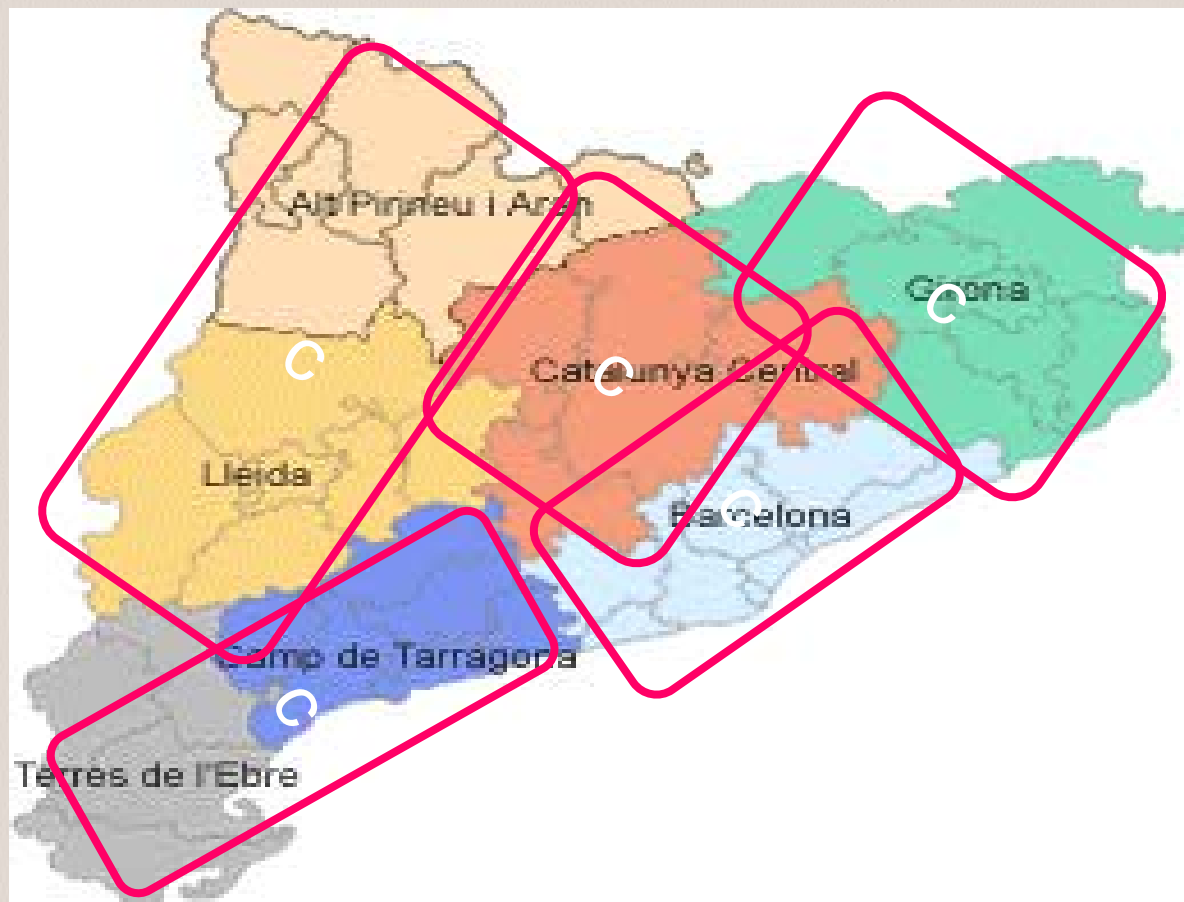 Alt Pirineu i Aran
Girona
C
C
Catalunya Central
C
Lleida
Barcelona
C
Camp de Tarragona
C
Terres de l'Ebre